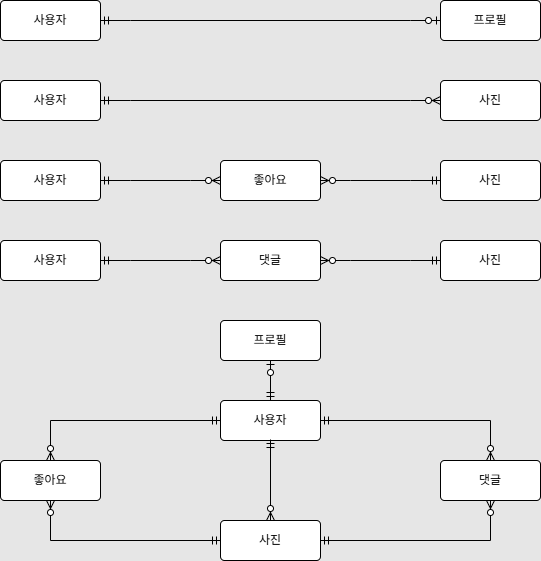 사용자 프로필
사용자 사진
사용자 좋아요 사진
사용자 댓글 사진
프로필
사용자
좋아요 댓글
사진